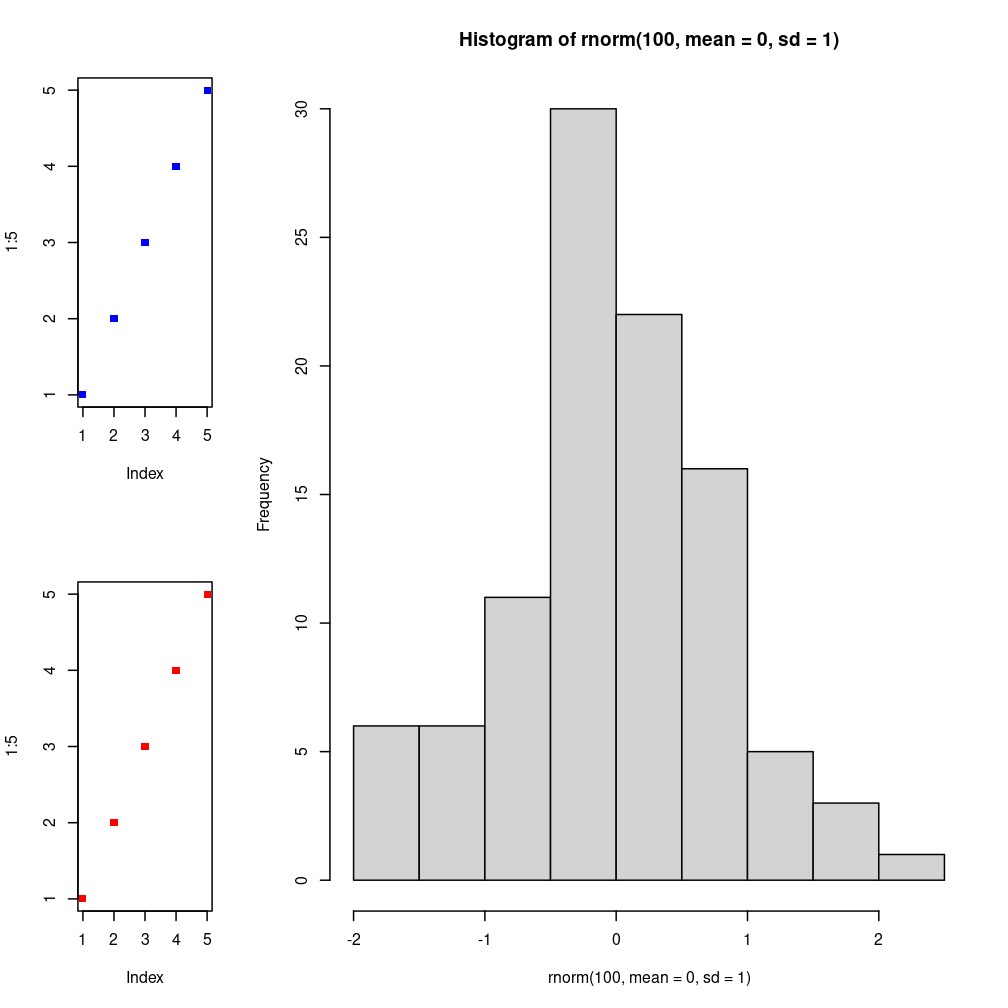 5
4
3
2
1
1:5
1 2 3 4 5
Index
5
4
3
2
1
1:5
1 2 3 4 5
Index
Histogram of rnorm(100, mean = 0, sd = 1)
30
25
20
15
10
5
0
Frequency
-2 -1 0 1 2
rnorm(100, mean = 0, sd = 1)